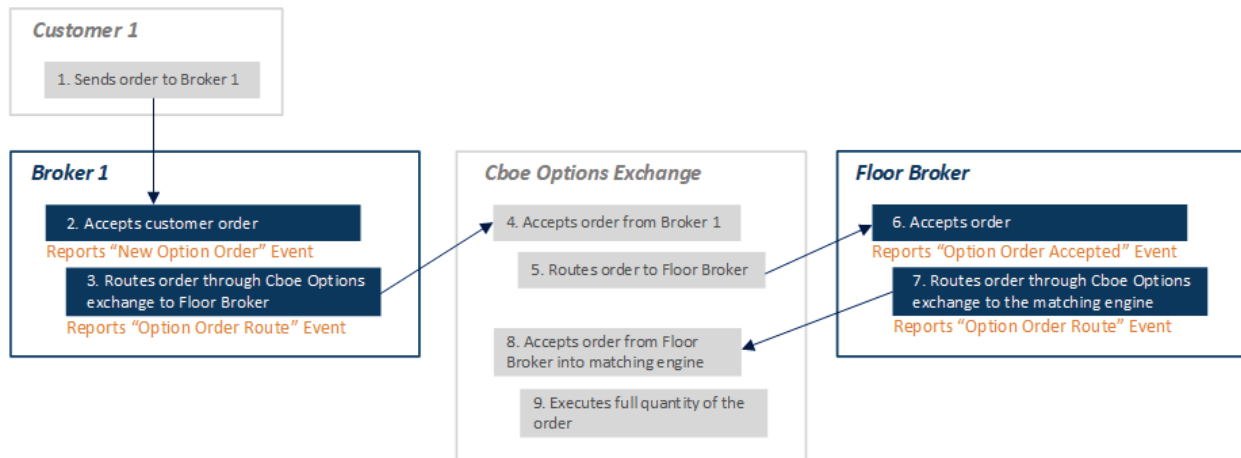 Customer 1
1. Sends order to Broker 1
Broker 1
2. Accepts customer order
Reports “New Option Order” Event
3. Routes order through Cboe Options
exchange to Floor Broker
Reports “Option Order Route” Event
Cboe Options Exchange
4. Accepts order from Broker 1
5. Routes order to Floor Broker
8. Accepts order from Floor
Broker into matching engine
9. Executes full quantity of the
order
Floor Broker
6. Accepts order
Reports “Option Order Accepted” Event
7. Routes order through Cboe Options
exchange to the matching engine
Reports “Option Order Route” Event